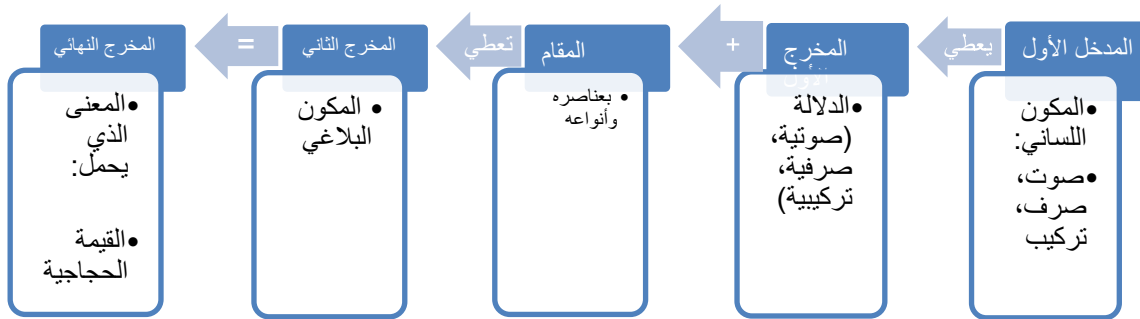 المدخل الأول
•المكون
اللساني:
•صوت،
صرف،
تركيب
يعطي
المخرج
الأول
•الدلالة
(صوتية،
صرفية،
تركيبية)
+
المقام
• بعناصره
وأنواعه
تعطي
المخرج الثاني
• المكون
البلاغي
=
المخرج النهائي
•المعنى
الذي
يحمل:
•القيمة
الحجاجية